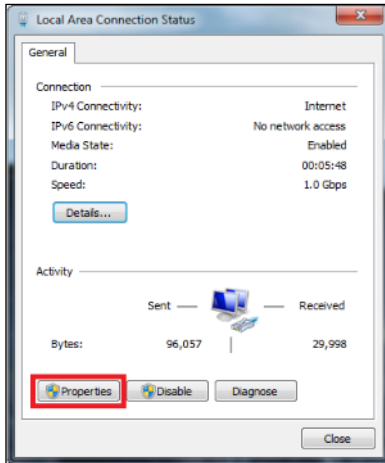 Local Area Connection Status
General
Connection
IPv4 Connectivity: Internet
IPv6 Connectivity: No network access
Media State: Enabled
Duration: 00:05:48
Speed: 1.0 Gbps
Details...
Activity
Sent Received
Bytes: 96,057 29,998
Properties Disable Diagnose
Close